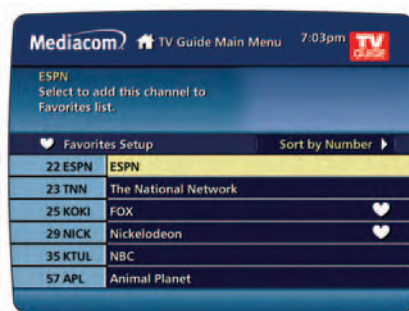 Mediacom TV Guide Main Menu 7:03pm TV GUIDE
ESPN
Select to add this channel to
Favorites list.
Favorites Setup Sort by Number
22 ESPN ESPN
23 TNN The National Network
25 KOKI FOX
29 NICK Nickelodeon
35 KTUL NBC
57 APL Animal Planet